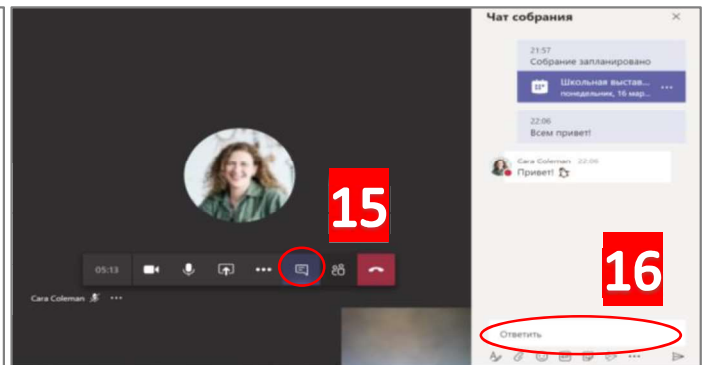 Чат собрания
21:57
Собрание запланировано
Школьная выстав...
понедельник, 16 мар...
22:06
Всем привет!
Cara Coleman 22:06
Привет!
15
05:13
Cara Coleman
16
Ответить